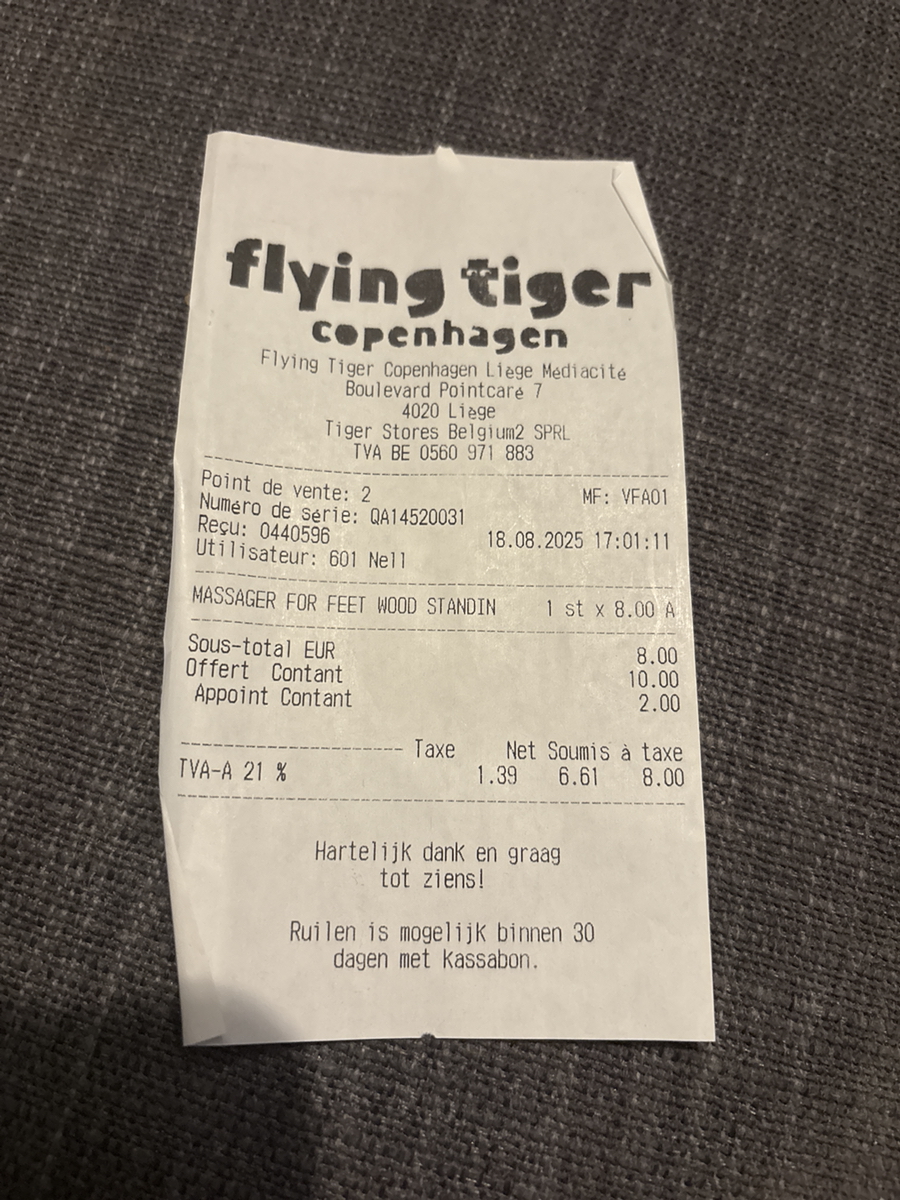 flying tiger
copenhagen
Flying Tiger Copenhagen Liège Médiacité
Boulevard Pointcaré 7
4020 Liège
Tiger Stores Belgium2 SPRL
TVA BE 0560 971 883
Point de vente: 2 MF: VFA01
Numéro de série: QA14520031
Reçu: 0440596 18.08.2025 17:01:11
Utilisateur: 601 Nell
MASSAGER FOR FEET WOOD STANDIN 1 st x 8.00 A
Sous-total EUR 8.00
Offert Contant 10.00
Appoint Contant 2.00
Taxe Net Soumis à taxe
TVA-A 21 % 1.39 6.61 8.00
Hartelijk dank en graag
tot ziens!
Ruilen is mogelijk binnen 30
dagen met Kassabon.